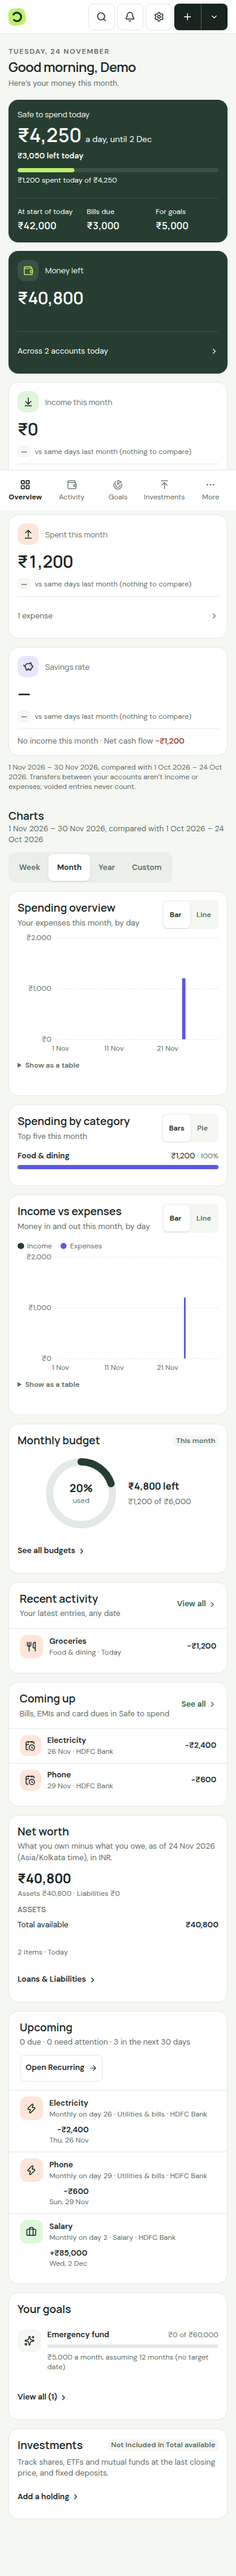 TUESDAY, 24 NOVEMBER
Good morning, Demo
Here's your money this month.
Safe to spend today
₹4,250 a day, until 2 Dec
₹3,050 left today
₹1,200 spent today of ₹4,250
At start of today Bills due For goals
₹42,000 ₹3,000 ₹5,000
Money left
₹40,800
Across 2 accounts today
Income this month
₹0
— vs same days last month (nothing to compare)
Overview Activity Goals Investments More
Spent this month
₹1,200
— vs same days last month (nothing to compare)
1 expense
Savings rate
—
— vs same days last month (nothing to compare)
No income this month · Net cash flow −₹1,200
1 Nov 2026 – 30 Nov 2026, compared with 1 Oct 2026 – 24 Oct
2026. Transfers between your accounts aren't income or
expenses; voided entries never count.
Charts
1 Nov 2026 – 30 Nov 2026, compared with 1 Oct 2026 – 24
Oct 2026
Week Month Year Custom
Spending overview
Your expenses this month, by day
Bar Line
₹2,000
₹1,000
₹0
1 Nov 11 Nov 21 Nov
Show as a table
Spending by category
Top five this month
Bars Pie
Food & dining ₹1,200 · 100%
Income vs expenses
Money in and out this month, by day
Bar Line
Income Expenses
₹2,000
₹1,000
₹0
1 Nov 11 Nov 21 Nov
Show as a table
Monthly budget This month
20%
used
₹4,800 left
₹1,200 of ₹6,000
See all budgets
Recent activity
Your latest entries, any date
View all
Groceries
Food & dining · Today
−₹1,200
Coming up
Bills, EMIs and card dues in Safe to spend
See all
Electricity
26 Nov · HDFC Bank
−₹2,400
Phone
29 Nov · HDFC Bank
−₹600
Net worth
What you own minus what you owe, as of 24 Nov 2026
(Asia/Kolkata time), in INR.
₹40,800
Assets ₹40,800 · Liabilities ₹0
ASSETS
Total available ₹40,800
2 items · Today
Loans & Liabilities
Upcoming
0 due · 0 need attention · 3 in the next 30 days
Open Recurring
Electricity
Monthly on day 26 · Utilities & bills · HDFC Bank
−₹2,400
Thu, 26 Nov
Phone
Monthly on day 29 · Utilities & bills · HDFC Bank
−₹600
Sun, 29 Nov
Salary
Monthly on day 2 · Salary · HDFC Bank
+₹85,000
Wed, 2 Dec
Your goals
Emergency fund ₹0 of ₹60,000
₹5,000 a month, assuming 12 months (no target
date)
View all (1)
Investments Not included in Total available
Track shares, ETFs and mutual funds at the last closing
price, and fixed deposits.
Add a holding